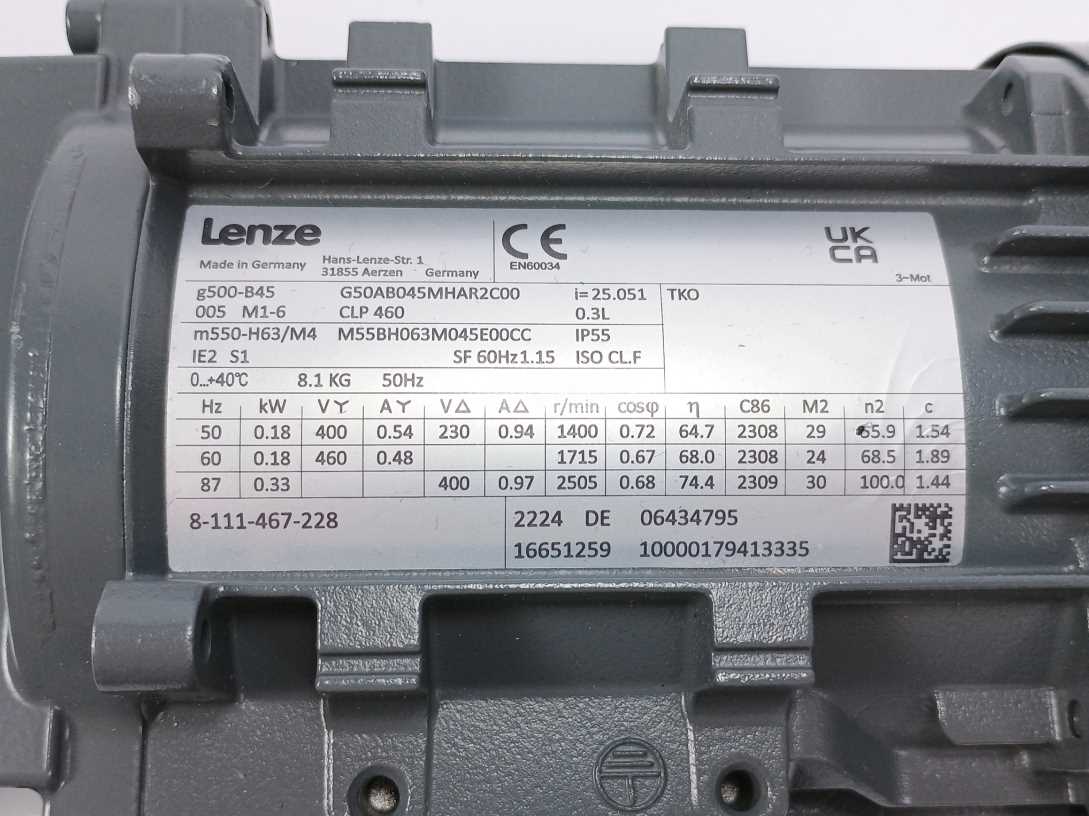 Lenze
CE
EN60034
UK
CA
Made in Germany Hans-Lenze-Str. 1
31855 Aerzen Germany
3~Mot
g500-B45 G50AB045MHAR2C00 i=25.051 TKO
005 M1-6 CLP 460 0.3L
m550-H63/M4 M55BH063M045E00CC IP55
IE2 S1 SF 60Hz1.15 ISO CL.F
0...+40℃ 8.1 KG 50Hz
Hz kW VY AY V∆ A∆ r/min cosφ η C86 M2 n2 c
50 0.18 400 0.54 230 0.94 1400 0.72 64.7 2308 29 55.9 1.54
60 0.18 460 0.48 1715 0.67 68.0 2308 24 68.5 1.89
87 0.33 400 0.97 2505 0.68 74.4 2309 30 100.0 1.44
8-111-467-228 2224 DE 06434795
16651259 10000179413335